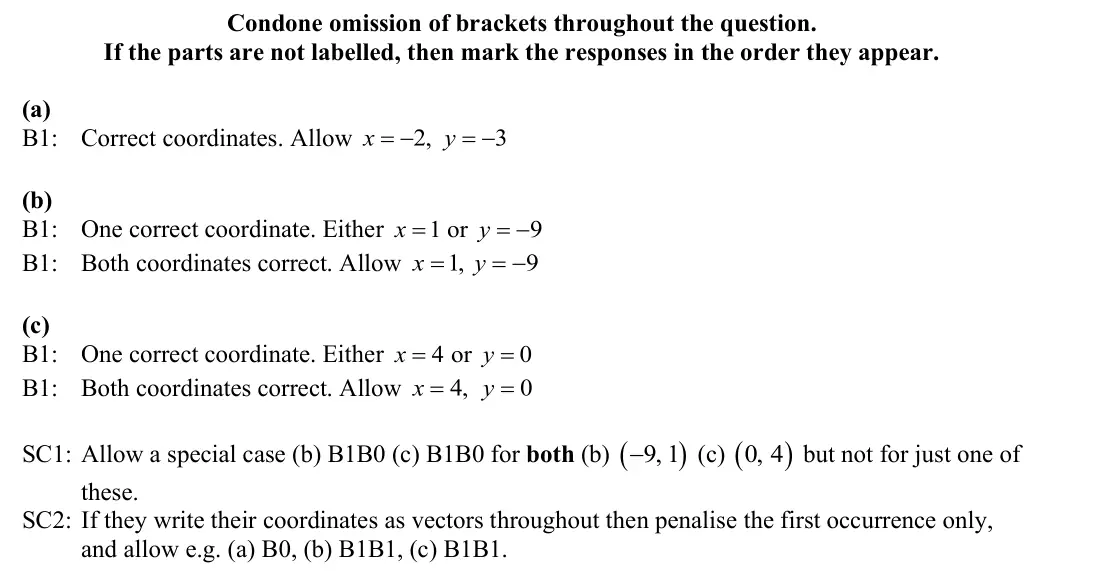 Condone omission of brackets throughout the question.
If the parts are not labelled, then mark the responses in the order they appear.
(a)
B1: Correct coordinates. Allow x = −2, y = −3
(b)
B1: One correct coordinate. Either x = 1 or y = −9
B1: Both coordinates correct. Allow x = 1, y = −9
(c)
B1: One correct coordinate. Either x = 4 or y = 0
B1: Both coordinates correct. Allow x = 4, y = 0
SC1: Allow a special case (b) B1B0 (c) B1B0 for both (b) (−9, 1) (c) (0, 4) but not for just one of
these.
SC2: If they write their coordinates as vectors throughout then penalise the first occurrence only,
and allow e.g. (a) B0, (b) B1B1, (c) B1B1.